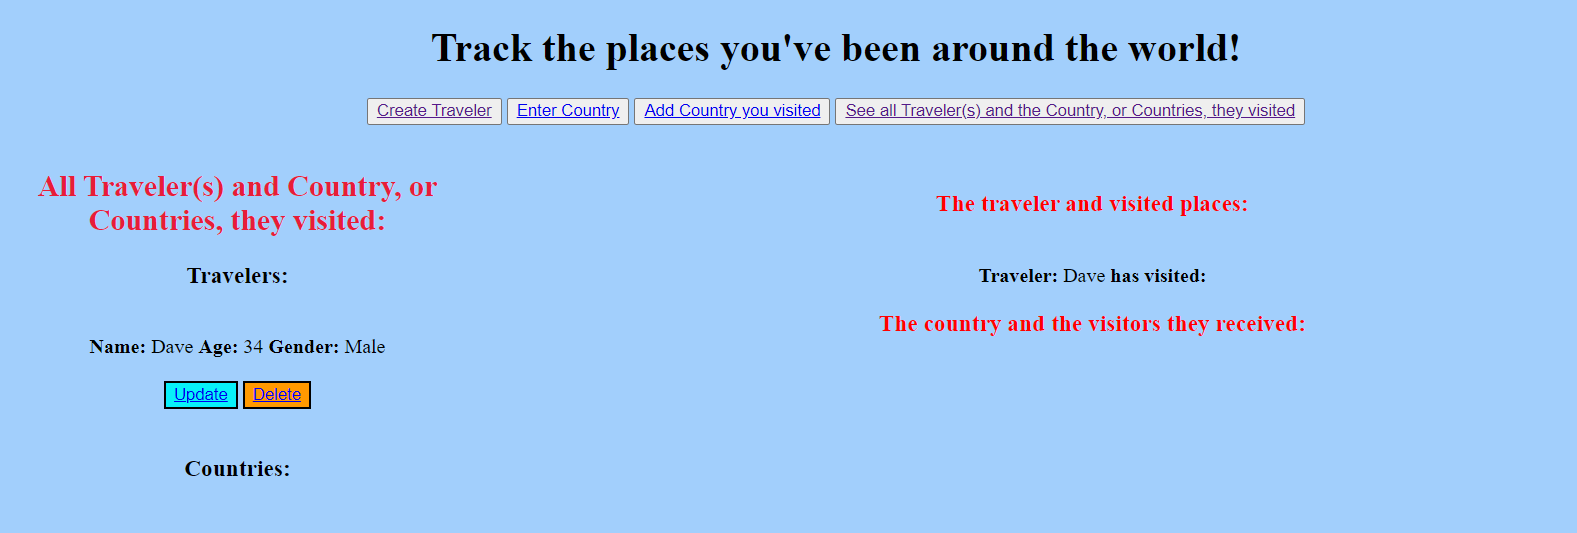 Track the places you've been around the world!
Create Traveler Enter Country Add Country you visited See all Traveler(s) and the Country, or Countries, they visited
All Traveler(s) and Country, or
Countries, they visited:
Travelers:
Name: Dave Age: 34 Gender: Male
Update Delete
Countries:
The traveler and visited places:
Traveler: Dave has visited:
The country and the visitors they received: